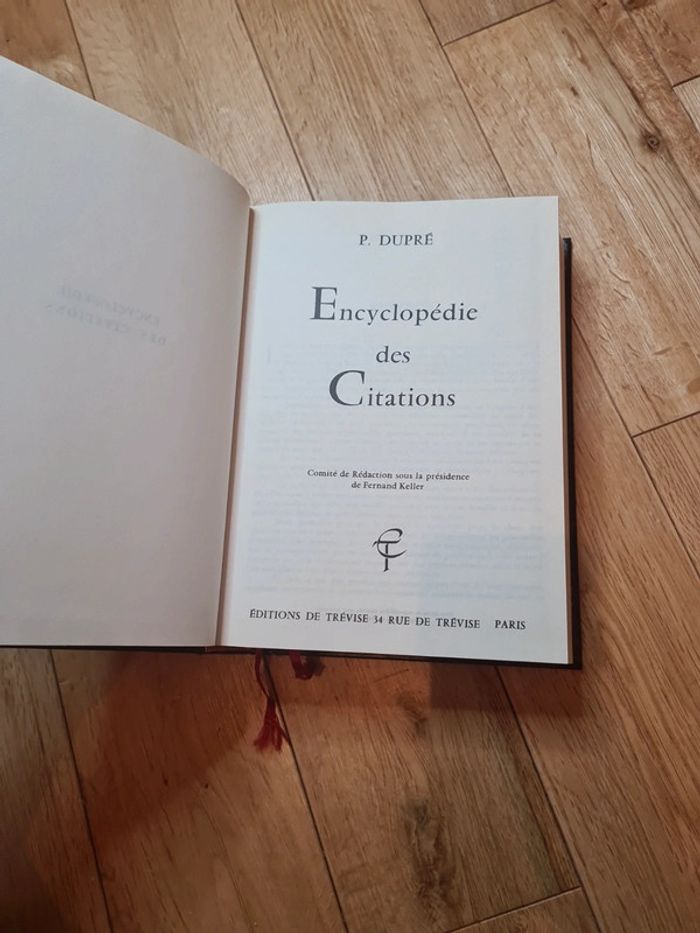 P. DUPRÉ
Encyclopédie
des
Citations
Comité de Rédaction sous la présidence
de Fernand Keller
ÉDITIONS DE TRÉVISE 34 RUE DE TRÉVISE PARIS